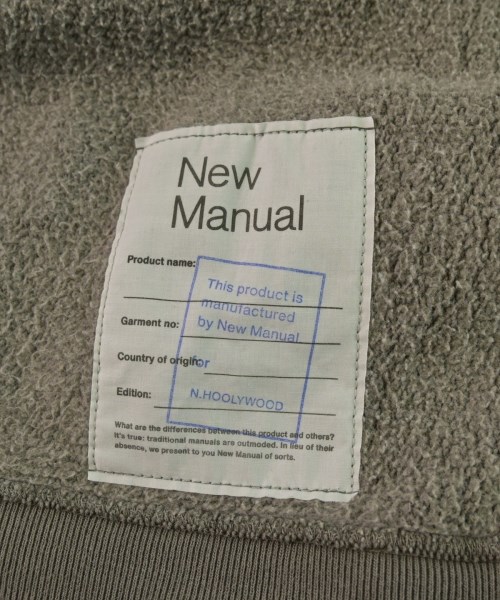 New
Manual
Product name:
This product is
manufactured
Garment no:
by New Manual
Country of origin:
for
Edition:
N.HOOLYWOOD
What are the differences between this product and others?
It's true: traditional manuals are outmoded. In lieu of their
absence, we present to you New Manual of sorts.